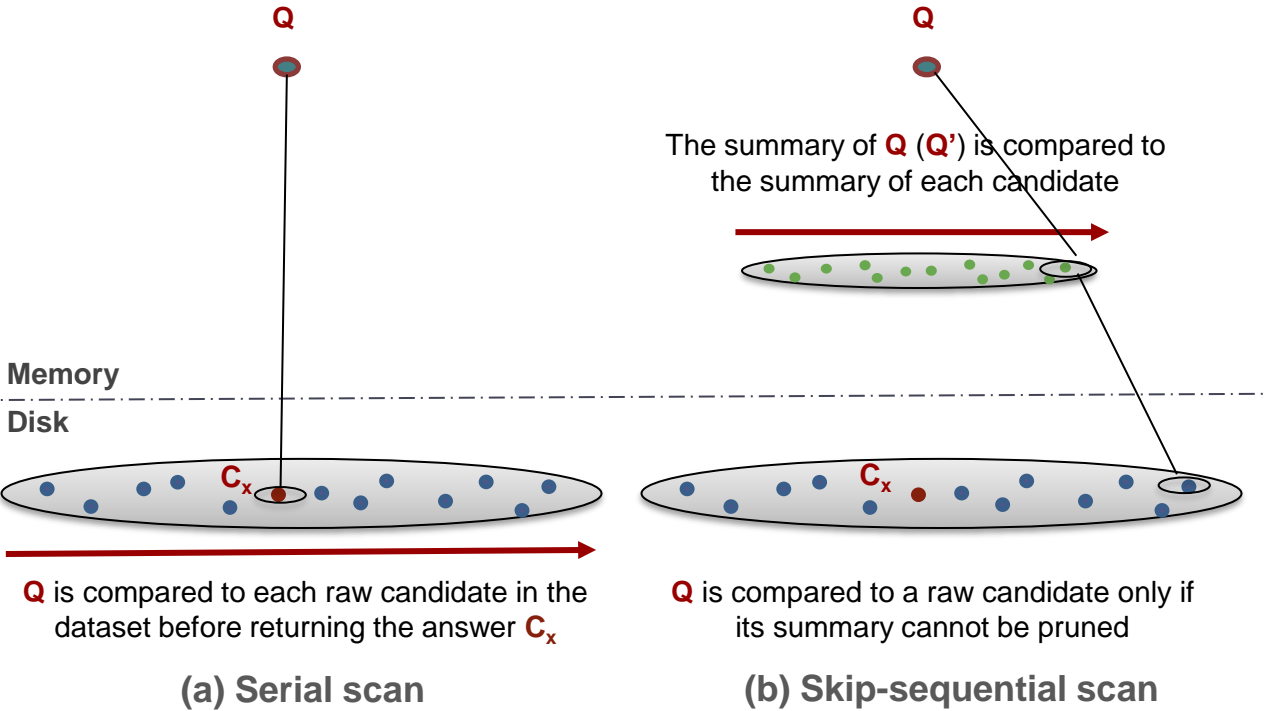 Q
Q
The summary of Q (Q’) is compared to
the summary of each candidate
Memory
Disk
Cx
Cx
Q is compared to each raw candidate in the
dataset before returning the answer Cx
Q is compared to a raw candidate only if
its summary cannot be pruned
(a) Serial scan
(b) Skip-sequential scan